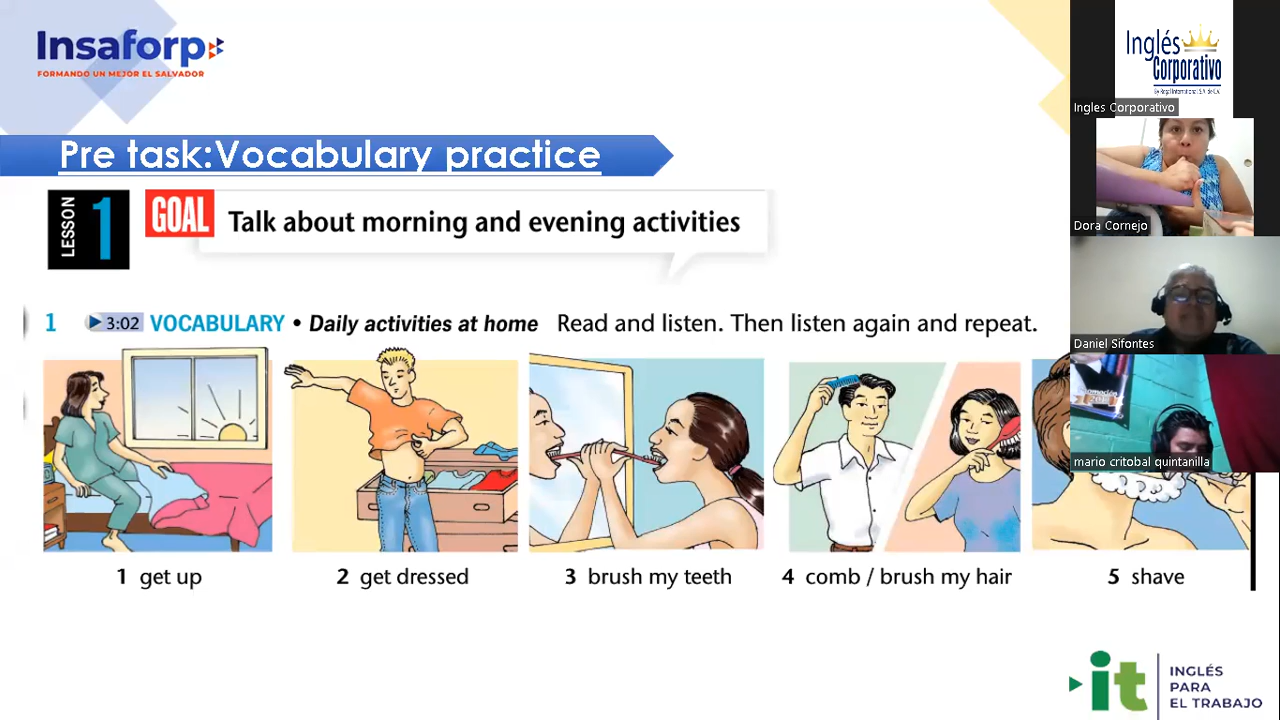 Insaforp
FORMANDO UN MEJOR EL SALVADOR
Pre task:Vocabulary practice
LESSON 1
GOAL
Talk about morning and evening activities
1 3:02 VOCABULARY • Daily activities at home Read and listen. Then listen again and repeat.
1 get up
2 get dressed
3 brush my teeth
4 comb / brush my hair
5 shave
Inglés
Corporativo
Ingles Corporativo
Dora Cornejo
Daniel Sifontes
mario critobal quintanilla
it
INGLÉS
PARA
EL TRABAJO